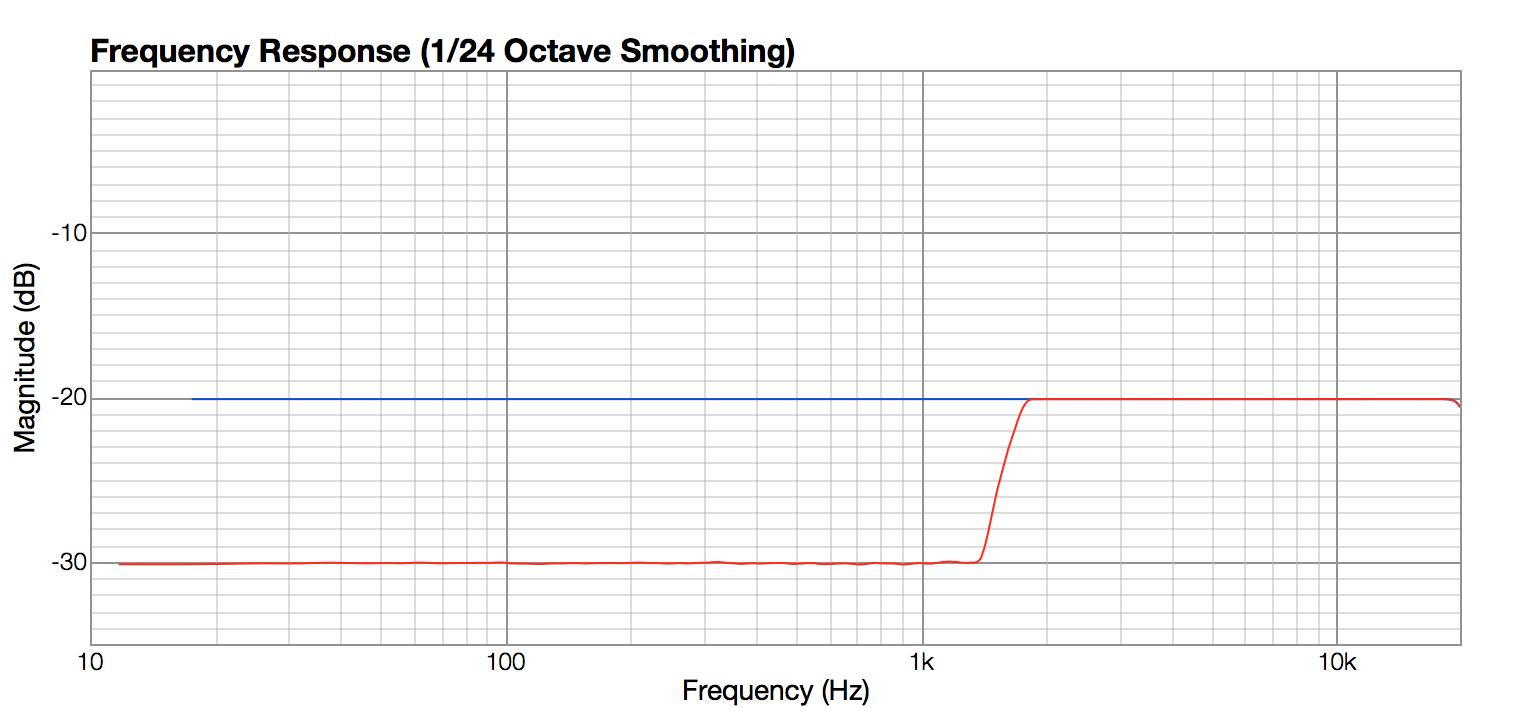 Frequency Response (1/24 Octave Smoothing)
-10
-20
-30
Magnitude (dB)
10 100 1k 10k
Frequency (Hz)